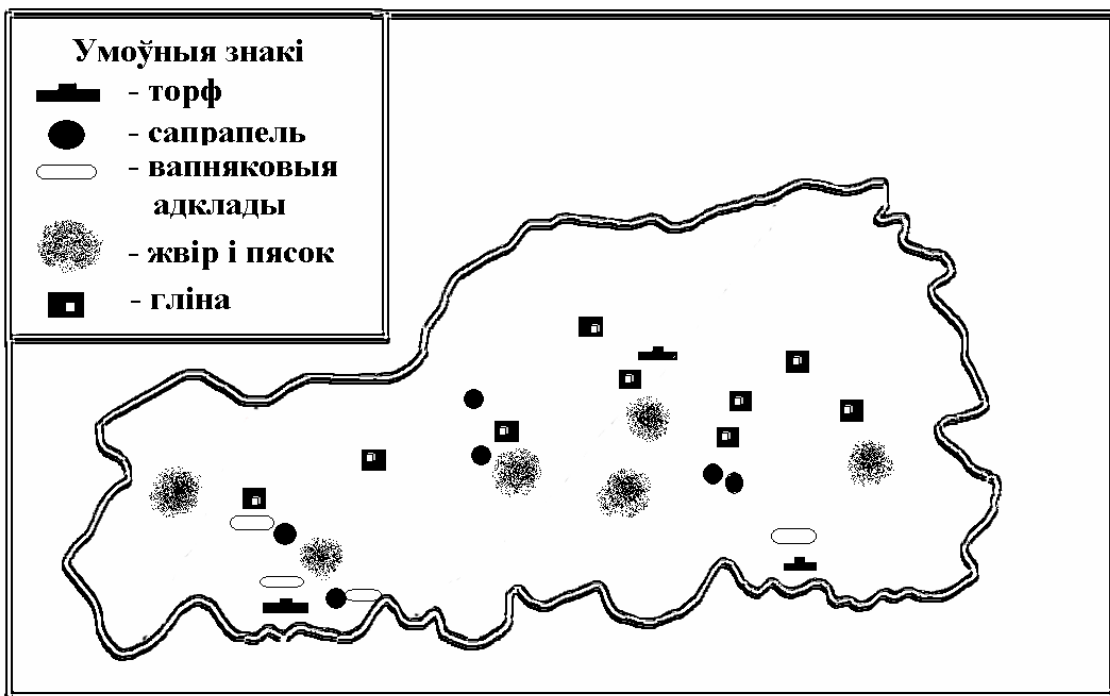 Умоўныя знакі
- торф
- сапрапель
- вапняковыя
адклады
- жвір і пясок
- гліна